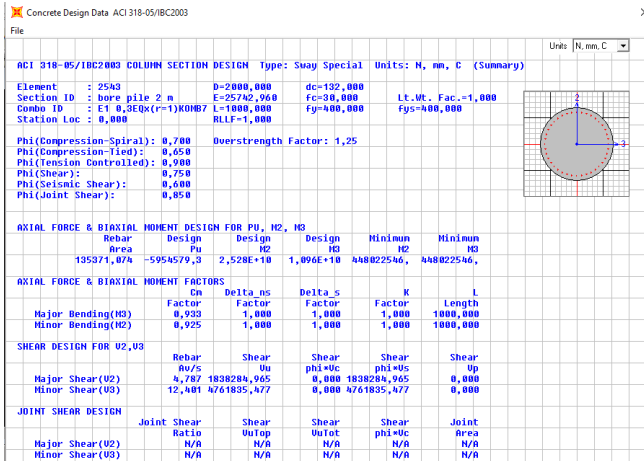 Concrete Design Data ACI 318-05/IBC2003
File
Units N, mm, C
ACI 318-05/IBC2003 COLUMN SECTION DESIGN Type: Sway Special Units: N, mm, C (Summary)
Element : 2543 D=2000,000 dc=132,000
Section ID : bore pile 2 m E=25742,960 fc=30,000 Lt.Wt. Fac.=1,000
Combo ID : E1 0,3EQx(r=1)KOMB7 L=1000,000 fy=400,000 fys=400,000
Station Loc : 0,000 RLLF=1,000
Phi(Compression-Spiral): 0,700 Overstrength Factor: 1,25
Phi(Compression-Tied): 0,650
Phi(Tension Controlled): 0,900
Phi(Shear): 0,750
Phi(Seismic Shear): 0,600
Phi(Joint Shear): 0,850
2
3
AXIAL FORCE & BIAXIAL MOMENT DESIGN FOR PU, M2, M3
Rebar Design Design Design Minimum Minimum
Area Pu M2 M3 M2 M3
135371,074 -5954579,3 2,528E+10 1,096E+10 448022546, 448022546,
AXIAL FORCE & BIAXIAL MOMENT FACTORS
Cm Delta_ns Delta_s K L
Factor Factor Factor Factor Length
Major Bending(M3) 0,933 1,000 1,000 1,000 1000,000
Minor Bending(M2) 0,925 1,000 1,000 1,000 1000,000
SHEAR DESIGN FOR V2,V3
Rebar Shear Shear Shear Shear
Av/s Vu phi*Vc phi*Vs Vp
Major Shear(V2) 4,787 1838284,965 0,000 1838284,965 0,000
Minor Shear(V3) 12,401 4761835,477 0,000 4761835,477 0,000
JOINT SHEAR DESIGN
Joint Shear Shear Shear Shear Joint
Ratio VuTop VuTot phi*Vc Area
Major Shear(V2) N/A N/A N/A N/A N/A
Minor Shear(V3) N/A N/A N/A N/A N/A